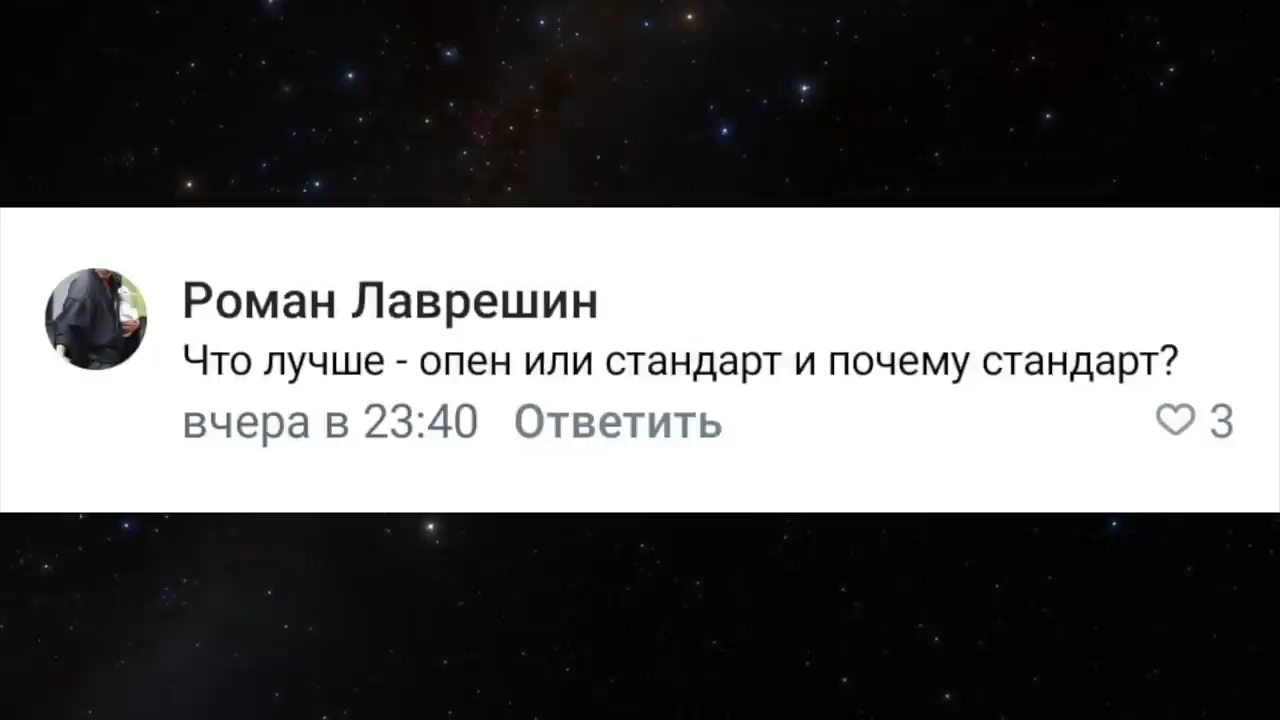 Роман Лаврешин
Что лучше - опен или стандарт и почему стандарт?
вчера в 23:40 Ответить 3